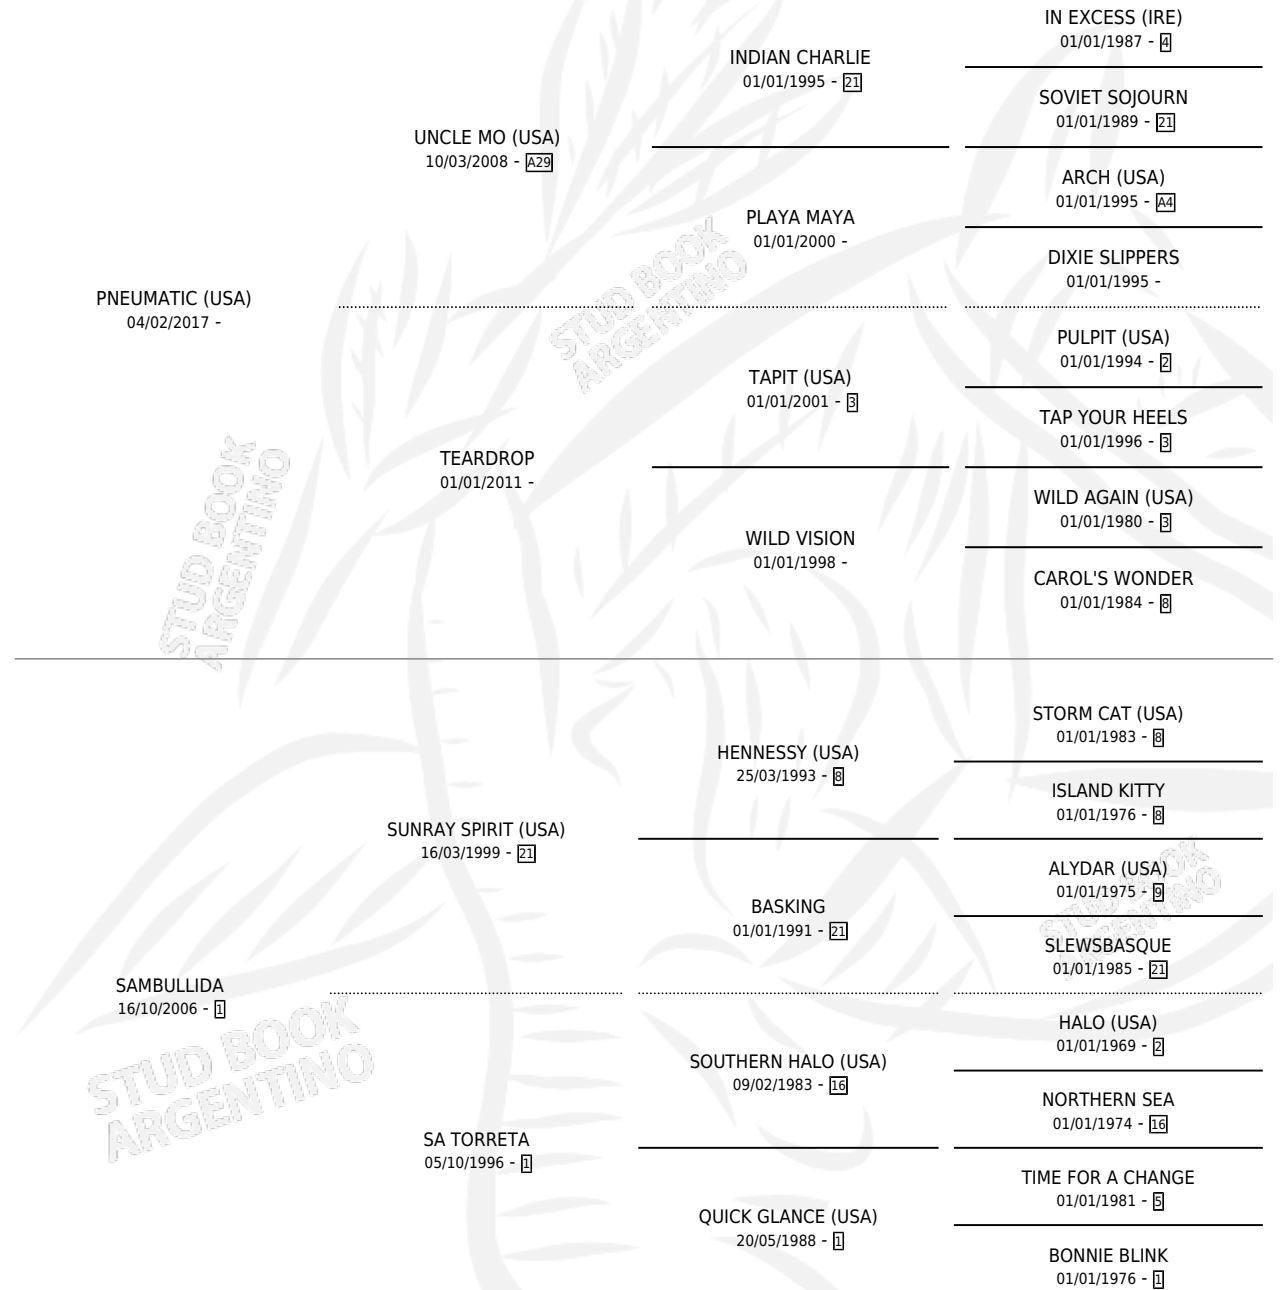 IN EXCESS (IRE)
01/01/1987 - 4
INDIAN CHARLIE
01/01/1995 - 21
SOVIET SOJOURN
01/01/1989 - 21
UNCLE MO (USA)
10/03/2008 - A29
ARCH (USA)
01/01/1995 - A4
PLAYA MAYA
01/01/2000 -
DIXIE SLIPPERS
01/01/1995 -
PNEUMATIC (USA)
04/02/2017 -
PULPIT (USA)
01/01/1994 - 2
TAPIT (USA)
01/01/2001 - 3
TAP YOUR HEELS
01/01/1996 - 3
TEARDROP
01/01/2011 -
WILD AGAIN (USA)
01/01/1980 - 3
WILD VISION
01/01/1998 -
CAROL'S WONDER
01/01/1984 - 8
STORM CAT (USA)
01/01/1983 - 8
HENNESSY (USA)
25/03/1993 - 8
ISLAND KITTY
01/01/1976 - 8
SUNRAY SPIRIT (USA)
16/03/1999 - 21
ALYDAR (USA)
01/01/1975 - 9
BASKING
01/01/1991 - 21
SLEWSBASQUE
01/01/1985 - 21
SAMBULLIDA
16/10/2006 - 1
HALO (USA)
01/01/1969 - 2
SOUTHERN HALO (USA)
09/02/1983 - 16
NORTHERN SEA
01/01/1974 - 16
SA TORRETA
05/10/1996 - 1
TIME FOR A CHANGE
01/01/1981 - 5
QUICK GLANCE (USA)
20/05/1988 - 1
BONNIE BLINK
01/01/1976 - 1
STUD BOOK
ARGENTINO
STUD BOOK
ARGENTINO
STUD BOOK
ARGENTINO
STUD BOOK
ARGENTINO